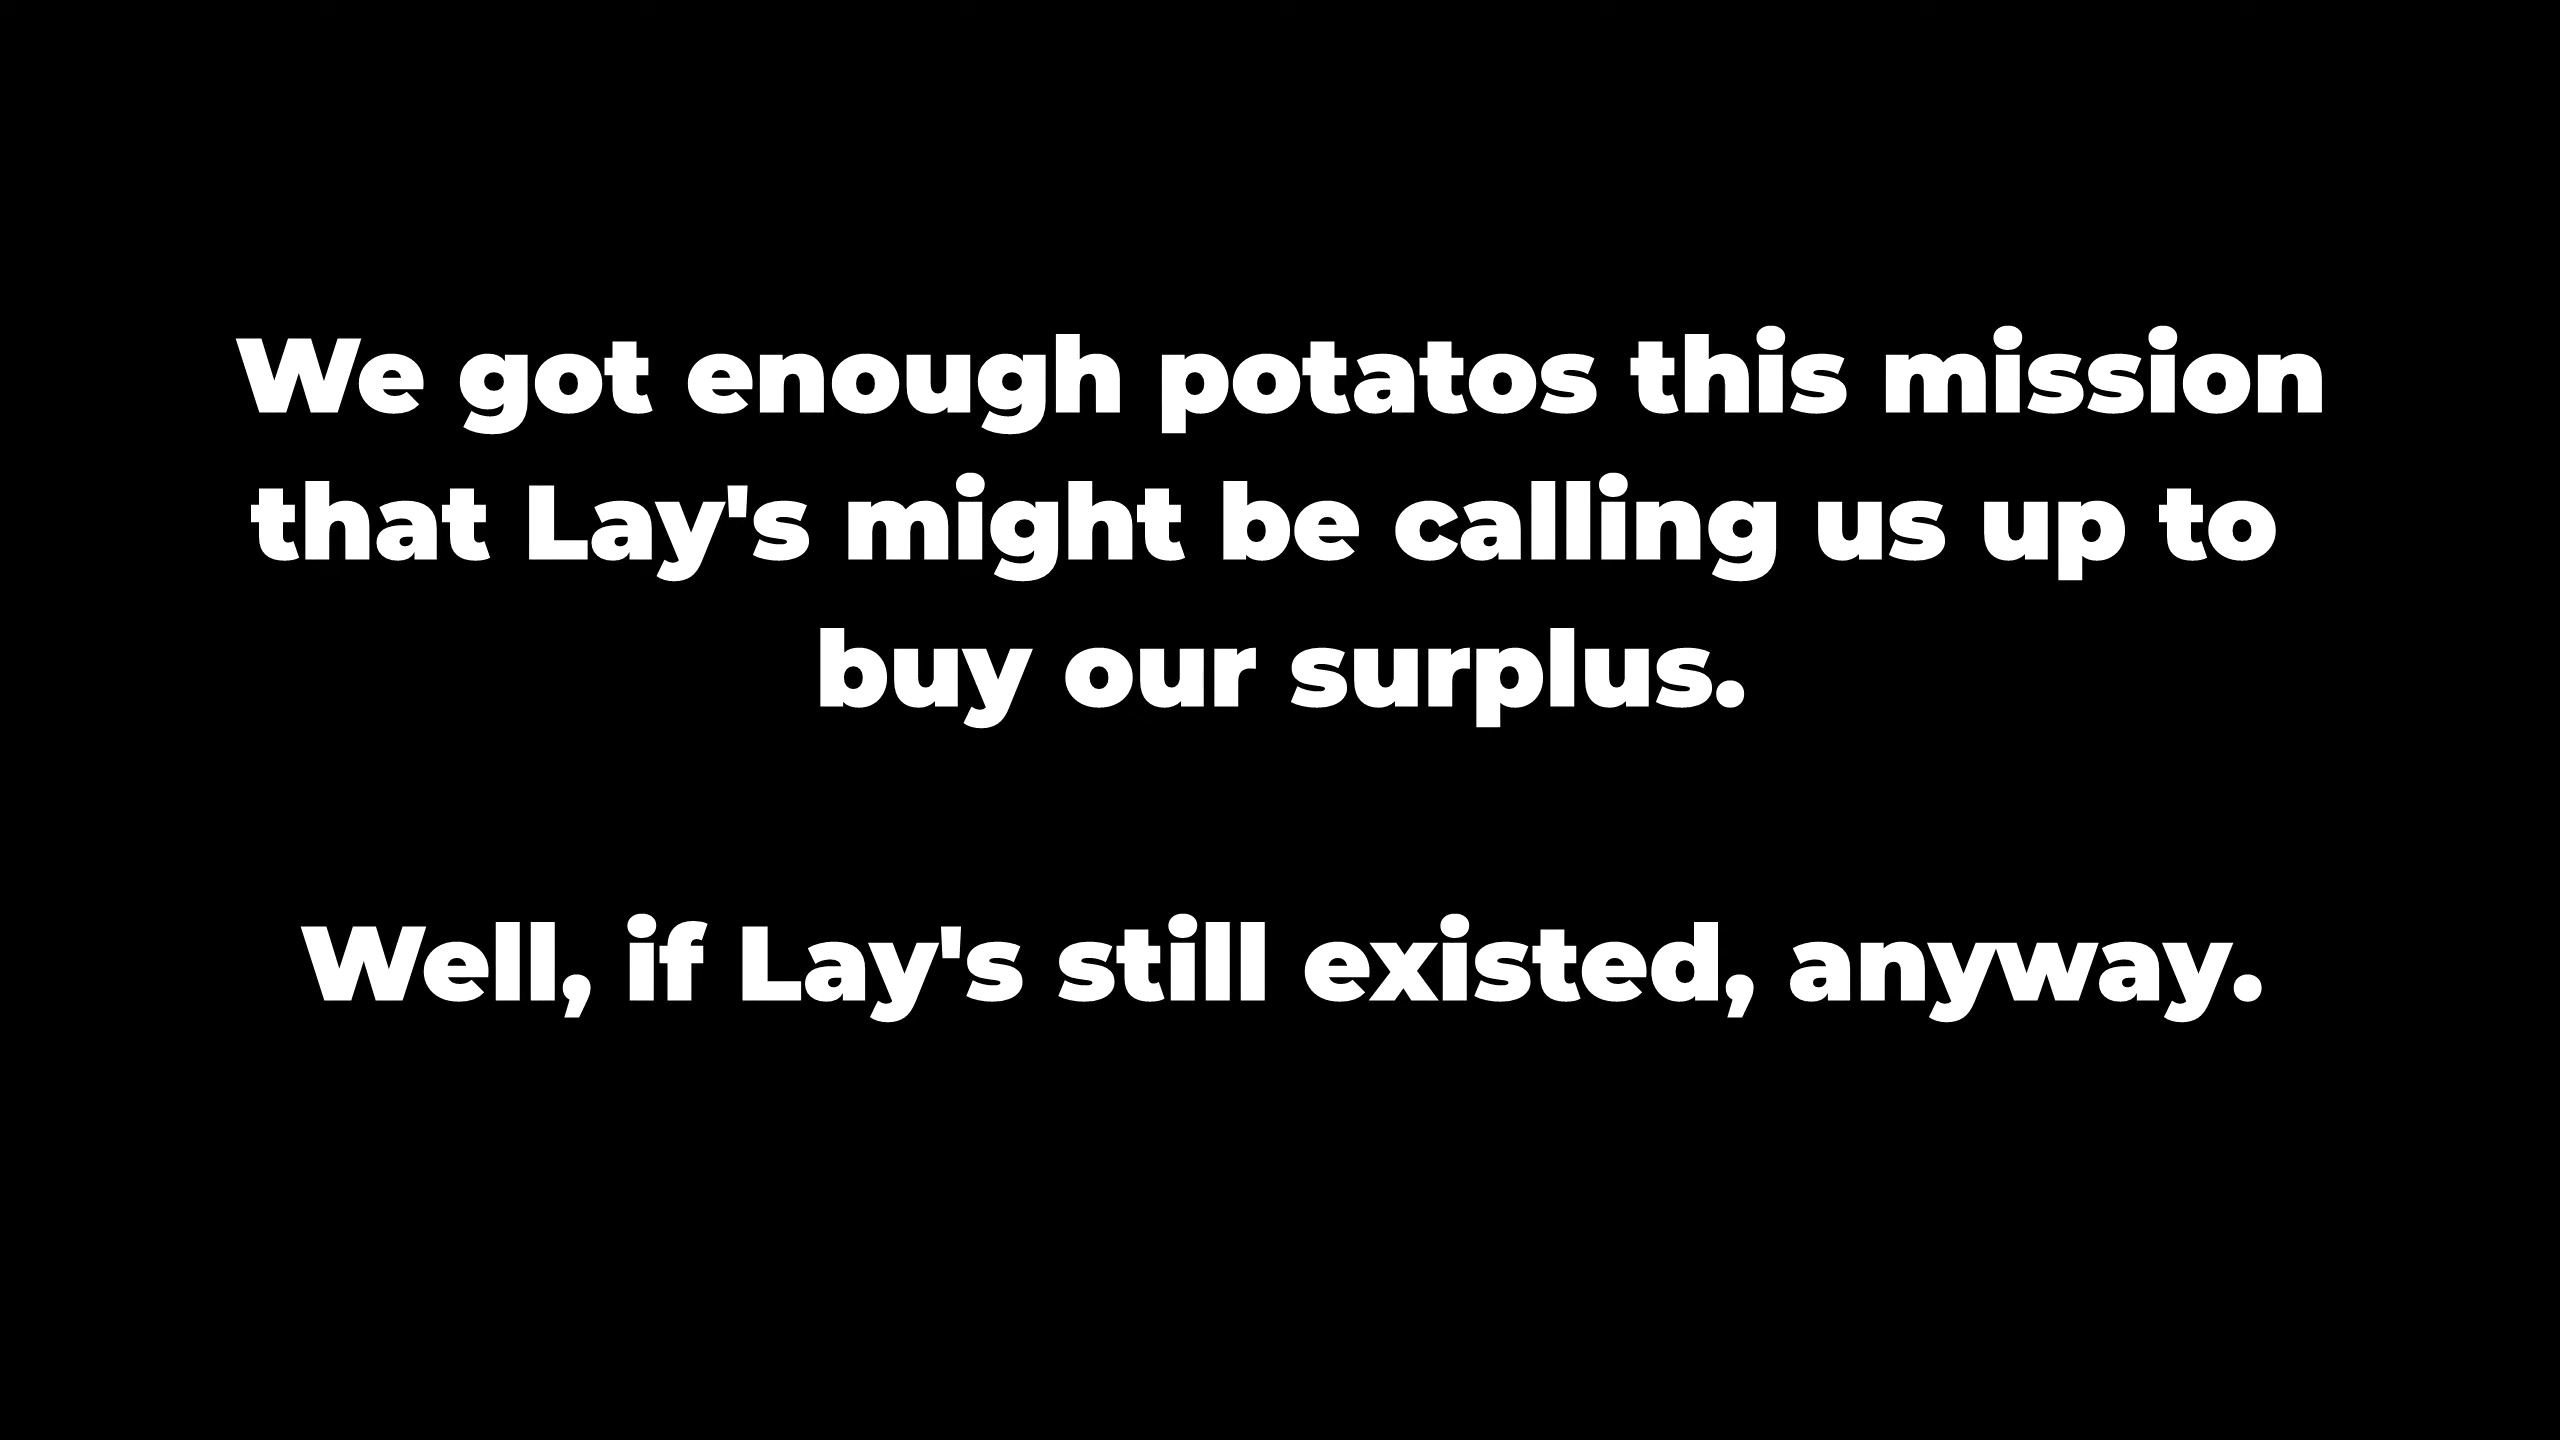 We got enough potatos this mission
that Lay's might be calling us up to
buy our surplus.
Well, if Lay's still existed, anyway.